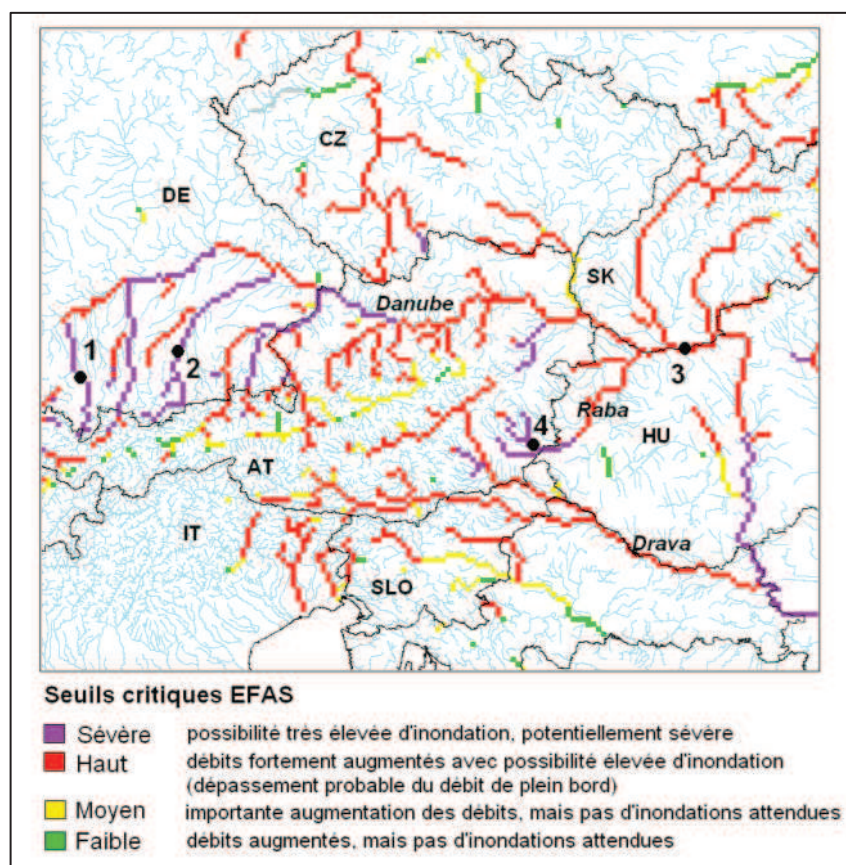 CZ
DE
Danube
SK
1
2
3
Raba
4
HU
AT
IT
Drava
SLO
Seuils critiques EFAS
Sévère possibilité très élevée d'inondation, potentiellement sévère
Haut débits fortement augmentés avec possibilité élevée d'inondation
(dépassement probable du débit de plein bord)
Moyen importante augmentation des débits, mais pas d'inondations attendues
Faible débits augmentés, mais pas d'inondations attendues